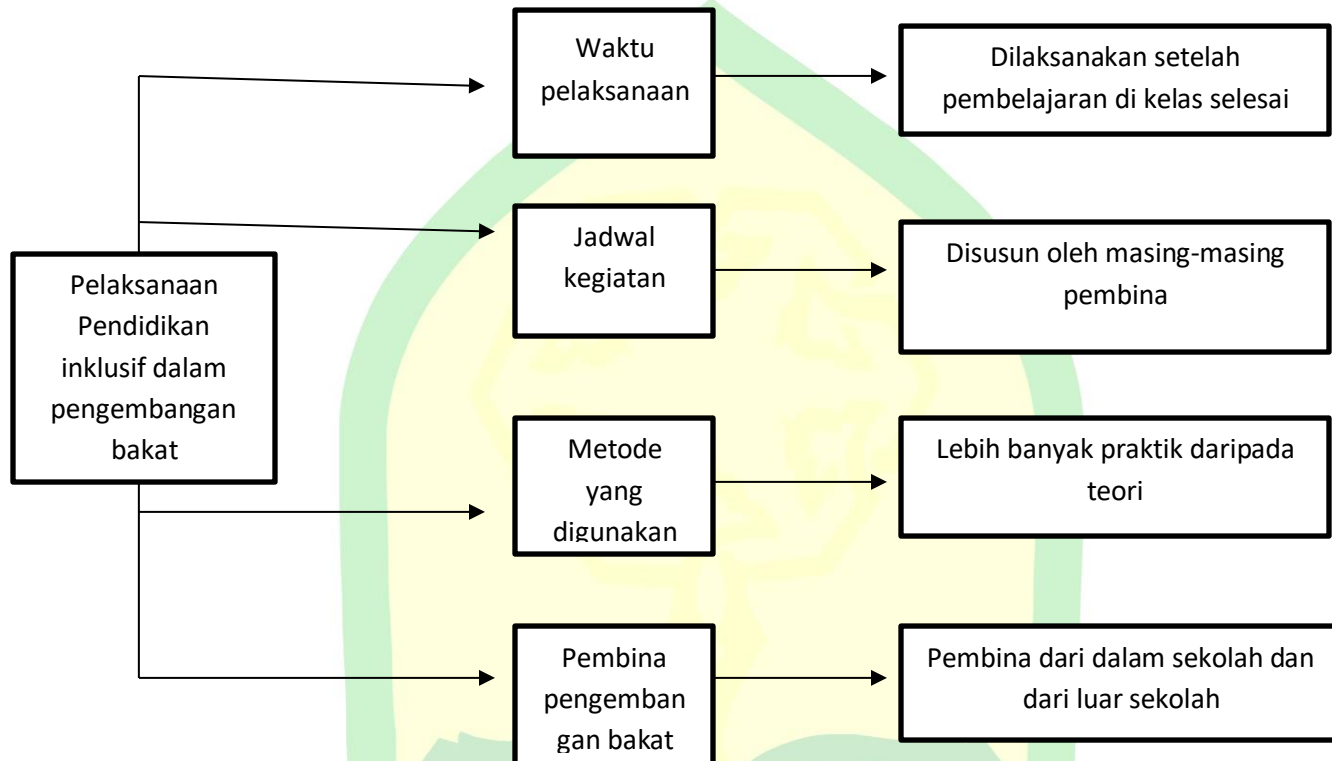 Waktu
pelaksanaan
Dilaksanakan setelah
pembelajaran di kelas selesai
Jadwal
kegiatan
Disusun oleh masing-masing
pembina
Pelaksanaan
Pendidikan
inklusif dalam
pengembangan
bakat
Metode
yang
digunakan
Lebih banyak praktik daripada
teori
Pembina
pengemban
gan bakat
Pembina dari dalam sekolah dan
dari luar sekolah